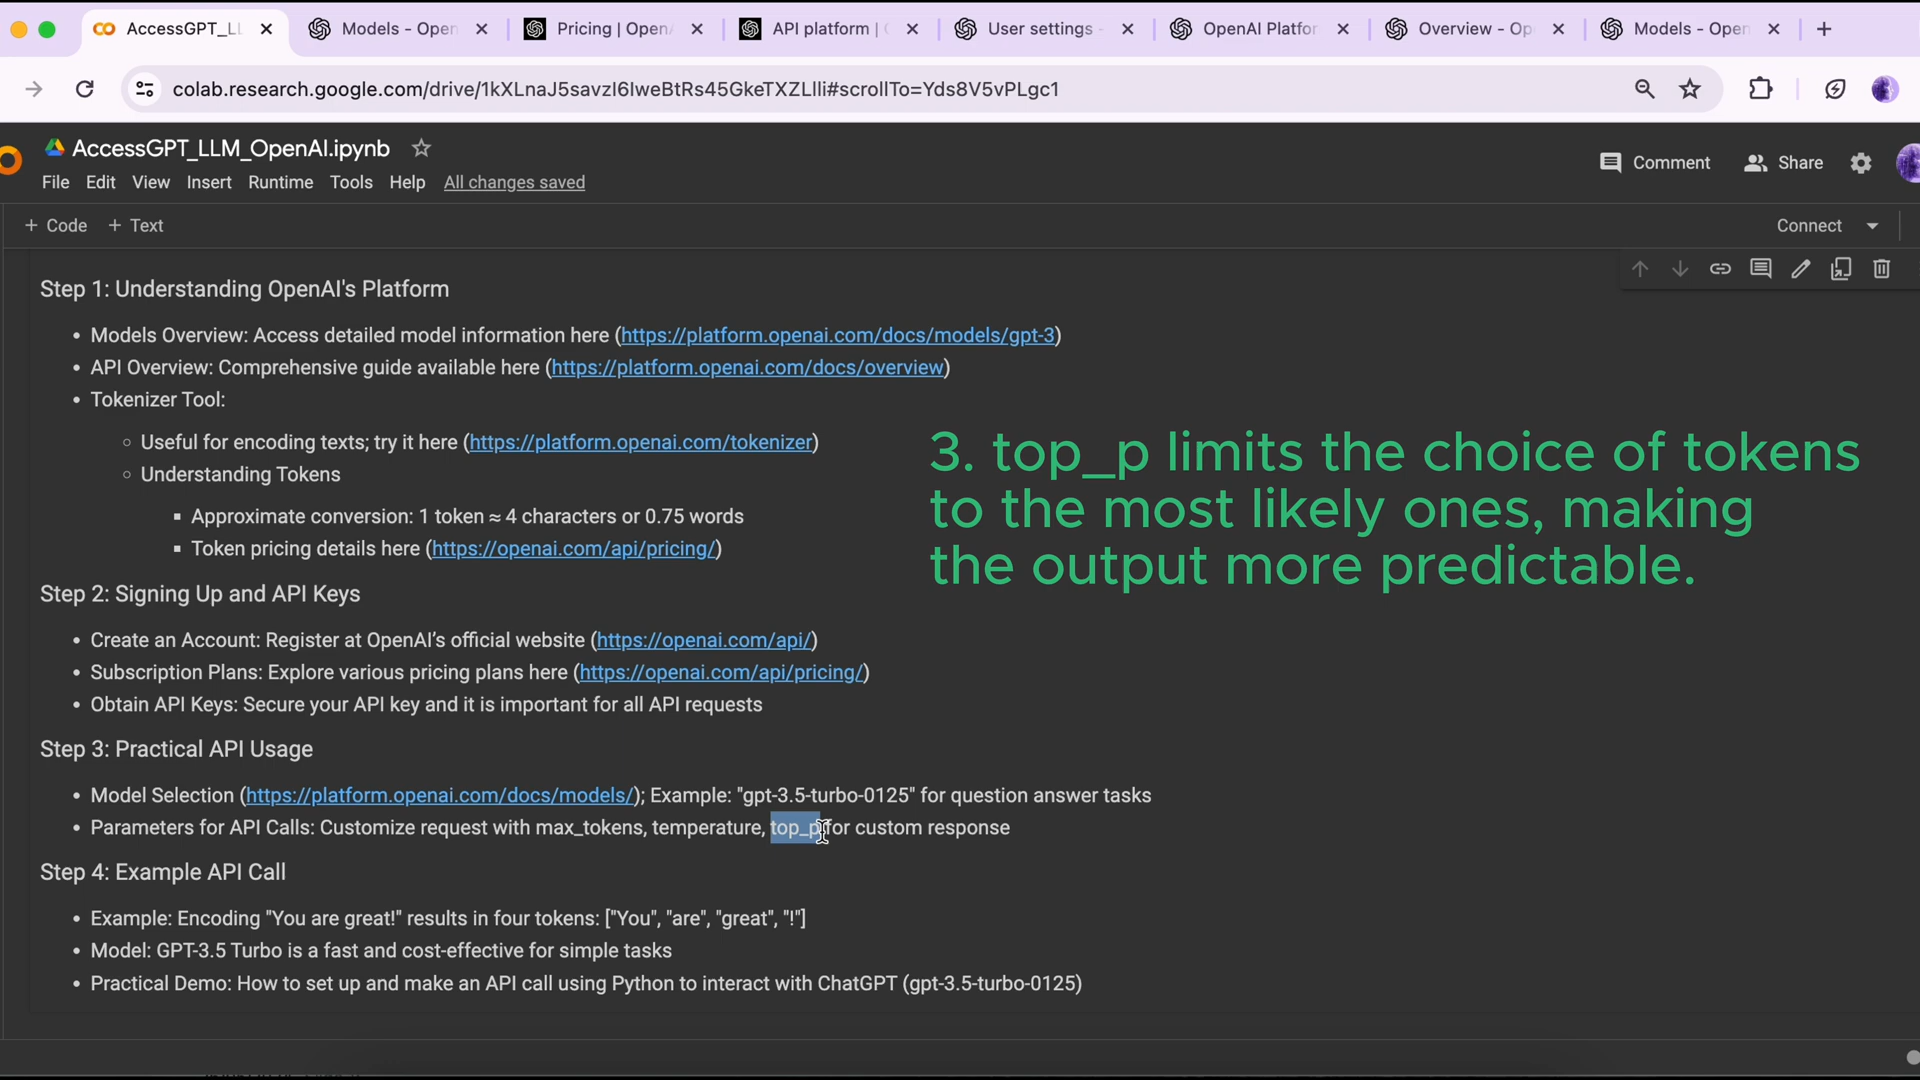 AccessGPT_LL
Models - Open
Pricing | OpenA
API platform |
User settings -
OpenAI Platfor
Overview - Op
Models - Open
colab.research.google.com/drive/1kXLnaJ5savzI6IweBtRs45GkeTXZLlli#scrollTo=Yds8V5vPLgc1
AccessGPT_LLM_OpenAI.ipynb
Comment
Share
File Edit View Insert Runtime Tools Help All changes saved
+ Code + Text
Connect
Step 1: Understanding OpenAI's Platform
• Models Overview: Access detailed model information here (https://platform.openai.com/docs/models/gpt-3)
• API Overview: Comprehensive guide available here (https://platform.openai.com/docs/overview)
• Tokenizer Tool:
○ Useful for encoding texts; try it here (https://platform.openai.com/tokenizer)
○ Understanding Tokens
▪ Approximate conversion: 1 token ≈ 4 characters or 0.75 words
▪ Token pricing details here (https://openai.com/api/pricing/)
3. top_p limits the choice of tokens
to the most likely ones, making
the output more predictable.
Step 2: Signing Up and API Keys
• Create an Account: Register at OpenAI’s official website (https://openai.com/api/)
• Subscription Plans: Explore various pricing plans here (https://openai.com/api/pricing/)
• Obtain API Keys: Secure your API key and it is important for all API requests
Step 3: Practical API Usage
• Model Selection (https://platform.openai.com/docs/models/); Example: "gpt-3.5-turbo-0125" for question answer tasks
• Parameters for API Calls: Customize request with max_tokens, temperature, top_p for custom response
Step 4: Example API Call
• Example: Encoding "You are great!" results in four tokens: ["You", "are", "great", "!"]
• Model: GPT-3.5 Turbo is a fast and cost-effective for simple tasks
• Practical Demo: How to set up and make an API call using Python to interact with ChatGPT (gpt-3.5-turbo-0125)